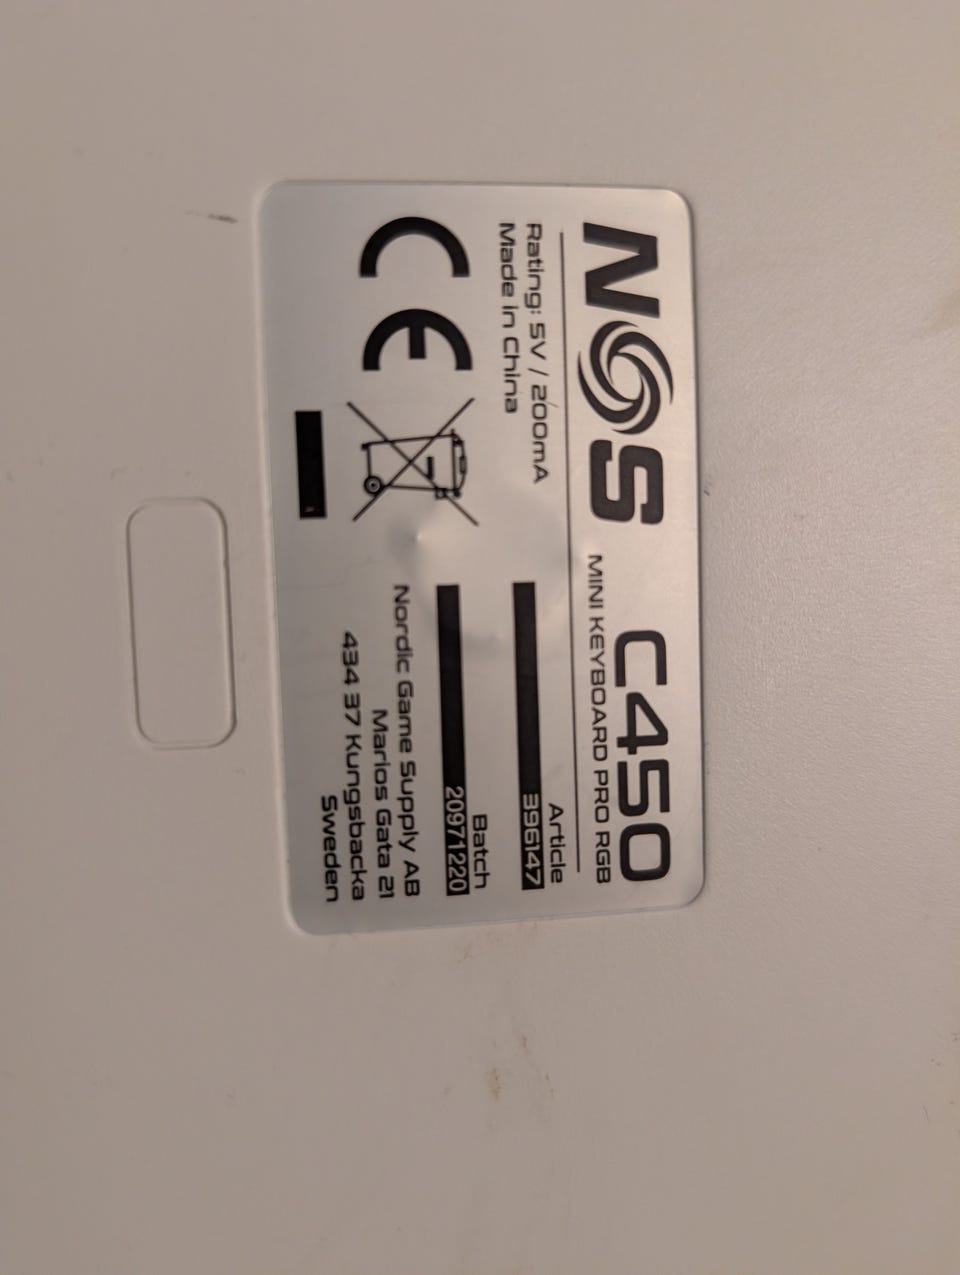 NOS C450
MINI KEYBOARD PRO RGB
Rating: 5V / 200mA
Made in China
Article
396147
Batch
20971220
Nordic Game Supply AB
Marios Gata 21
434 37 Kungsbacka
Sweden
CE